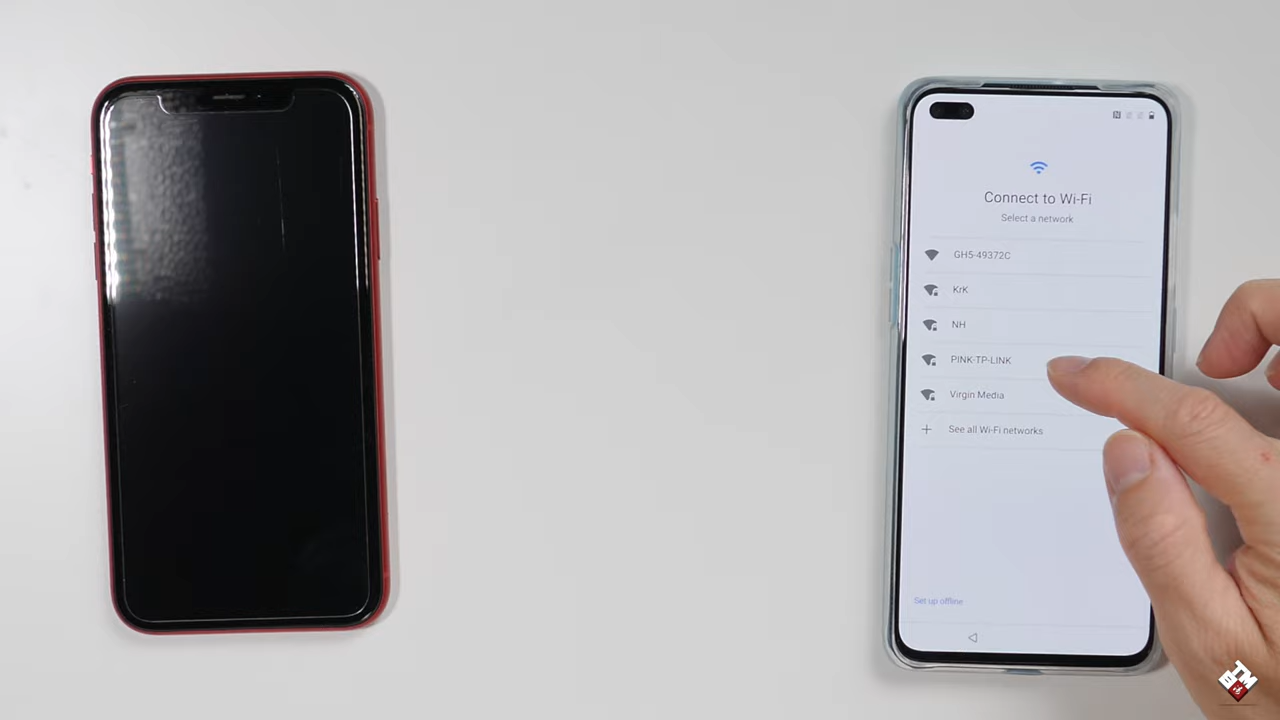 Connect to Wi-Fi
Select a network
GH5-49372C
KrK
NH
PINK-TP-LINK
Virgin Media
See all Wi-Fi networks
Set up offline
BTM